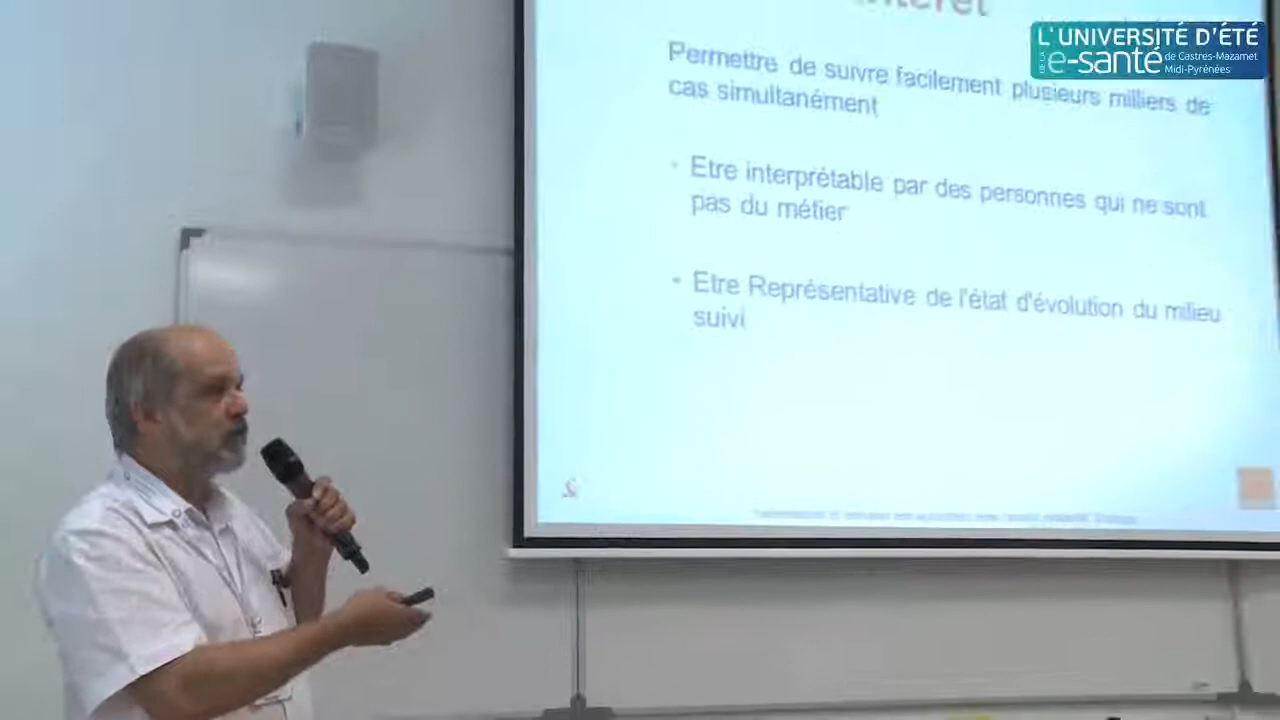 L'UNIVERSITÉ D'ÉTÉ
DE LA
e-santé
de Castres-Mazamet
Midi-Pyrénées
Permettre de suivre facilement plusieurs milliers de
cas simultanément
• Etre interprétable par des personnes qui ne sont
pas du métier
• Etre Représentative de l'état d'évolution du milieu
suivi